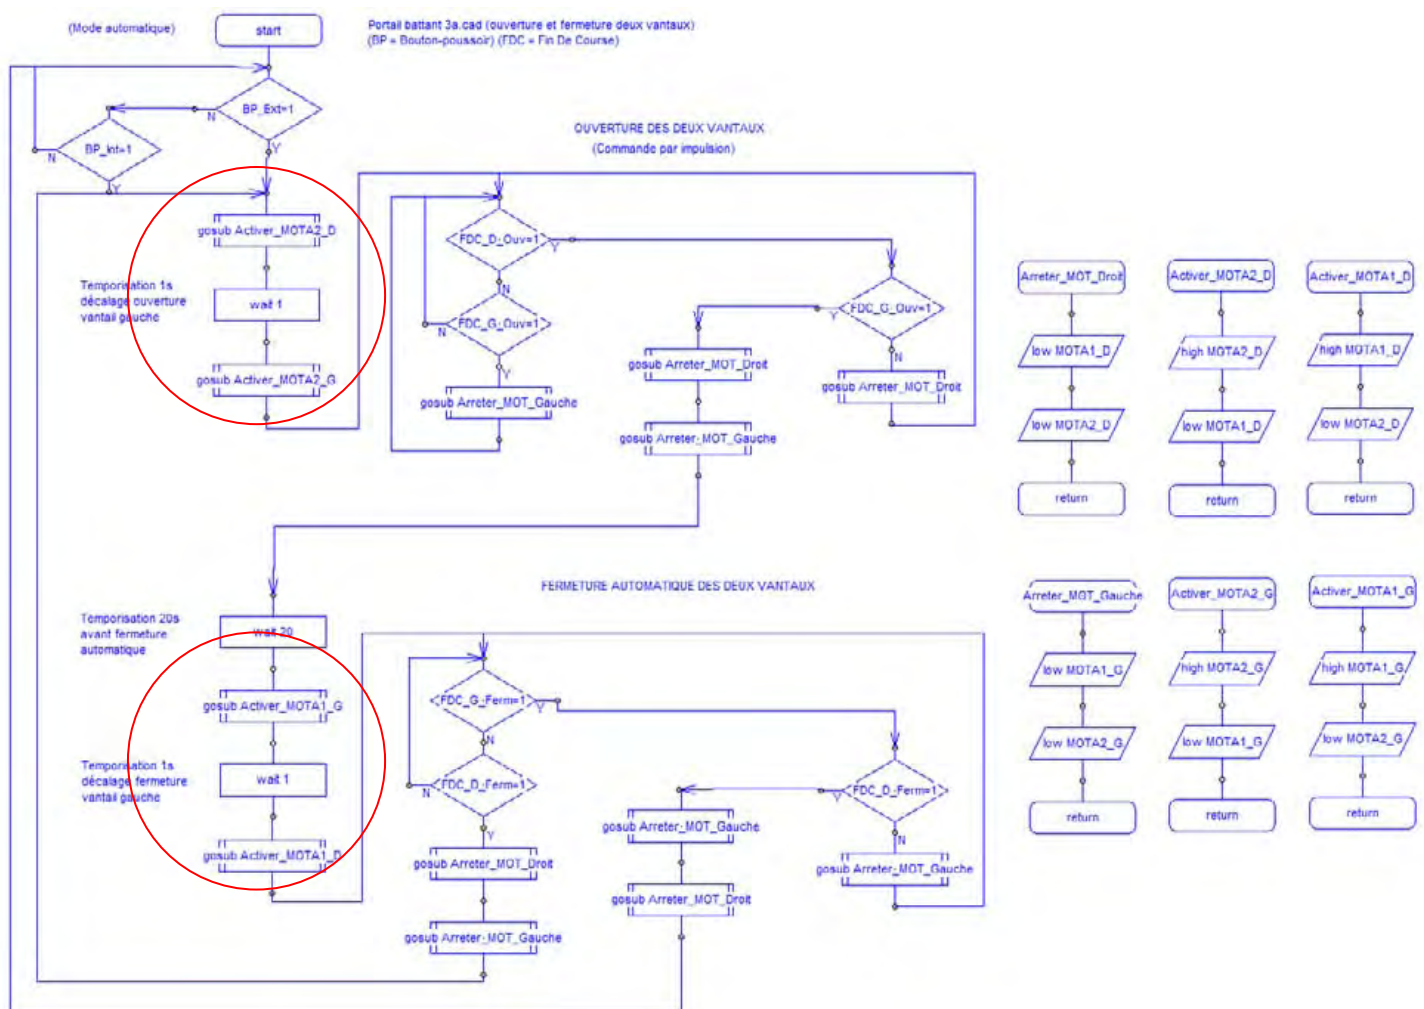 (Mode automatique)
start
Portail battant 3a.cad (ouverture et fermeture deux vantaux)
(BP = Bouton-poussoir) (FDC = Fin De Course)
BP_Ext=1
N
Y
BP_Int=1
N
Y
gosub Activer_MOTA2_D
Temporisation 1s
décalage ouverture
vantail gauche
wait 1
gosub Activer_MOTA2_G
OUVERTURE DES DEUX VANTAUX
(Commande par impulsion)
FDC_D_Ouv=1
Y
N
FDC_G_Ouv=1
N
Y
gosub Arreter_MOT_Gauche
FDC_G_Ouv=1
Y
N
gosub Arreter_MOT_Droit
gosub Arreter_MOT_Gauche
gosub Arreter_MOT_Droit
Arreter_MOT_Droit
low MOTA1_D
low MOTA2_D
return
Activer_MOTA2_D
high MOTA2_D
low MOTA1_D
return
Activer_MOTA1_D
high MOTA1_D
low MOTA2_D
return
FERMETURE AUTOMATIQUE DES DEUX VANTAUX
Temporisation 20s
avant fermeture
automatique
wait 20
gosub Activer_MOTA1_G
Temporisation 1s
décalage fermeture
vantail gauche
wait 1
gosub Activer_MOTA1_D
FDC_G_Ferm=1
Y
N
FDC_D_Ferm=1
N
Y
gosub Arreter_MOT_Droit
gosub Arreter_MOT_Gauche
FDC_D_Ferm=1
Y
N
gosub Arreter_MOT_Gauche
gosub Arreter_MOT_Droit
gosub Arreter_MOT_Gauche
Arreter_MOT_Gauche
low MOTA1_G
low MOTA2_G
return
Activer_MOTA2_G
high MOTA2_G
low MOTA1_G
return
Activer_MOTA1_G
high MOTA1_G
low MOTA2_G
return